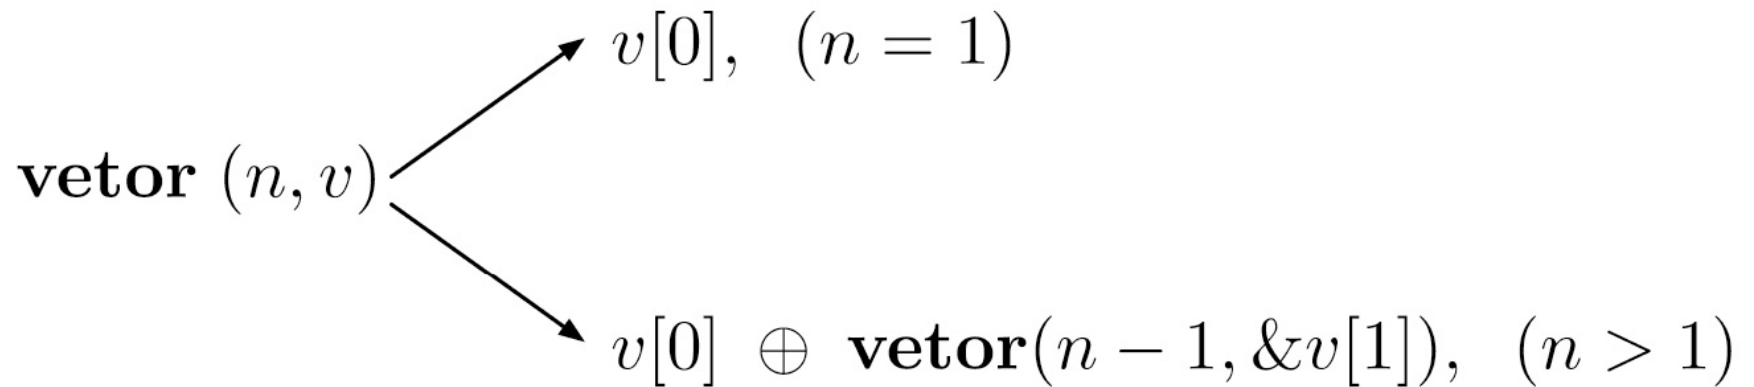 v[0], (n = 1)
vetor (n, v)
v[0] ⊕ vetor(n − 1, &v[1]), (n > 1)